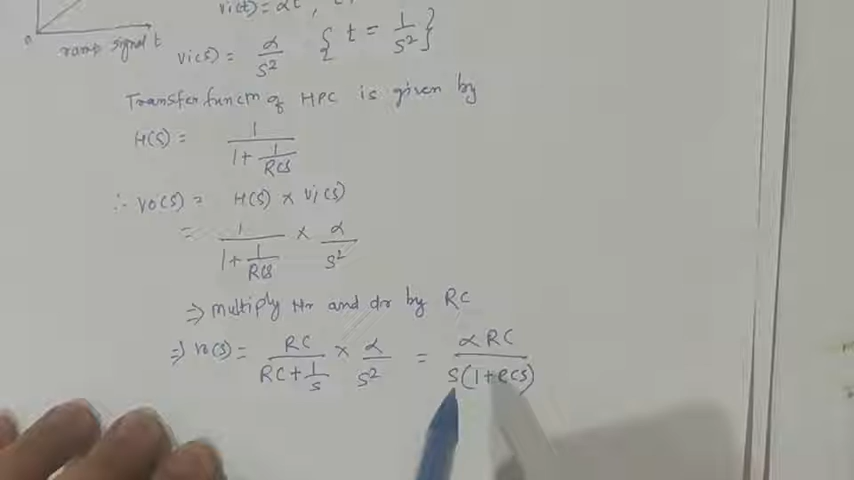 vi(t) = αt ,
0
ramp signal t
vi(s) = α/s² { t = 1/s² }
Transfer functn of HPC is given by
H(s) = 1/(1 + 1/RCS)
∴ vo(s) = H(s) × Vi(s)
= 1/(1 + 1/RCS) × α/s²
⇒ multiply Nr and dr by RC
⇒ vo(s) = RC/(RC + 1/s) × α/s² = αRC/(S(1+RCS))